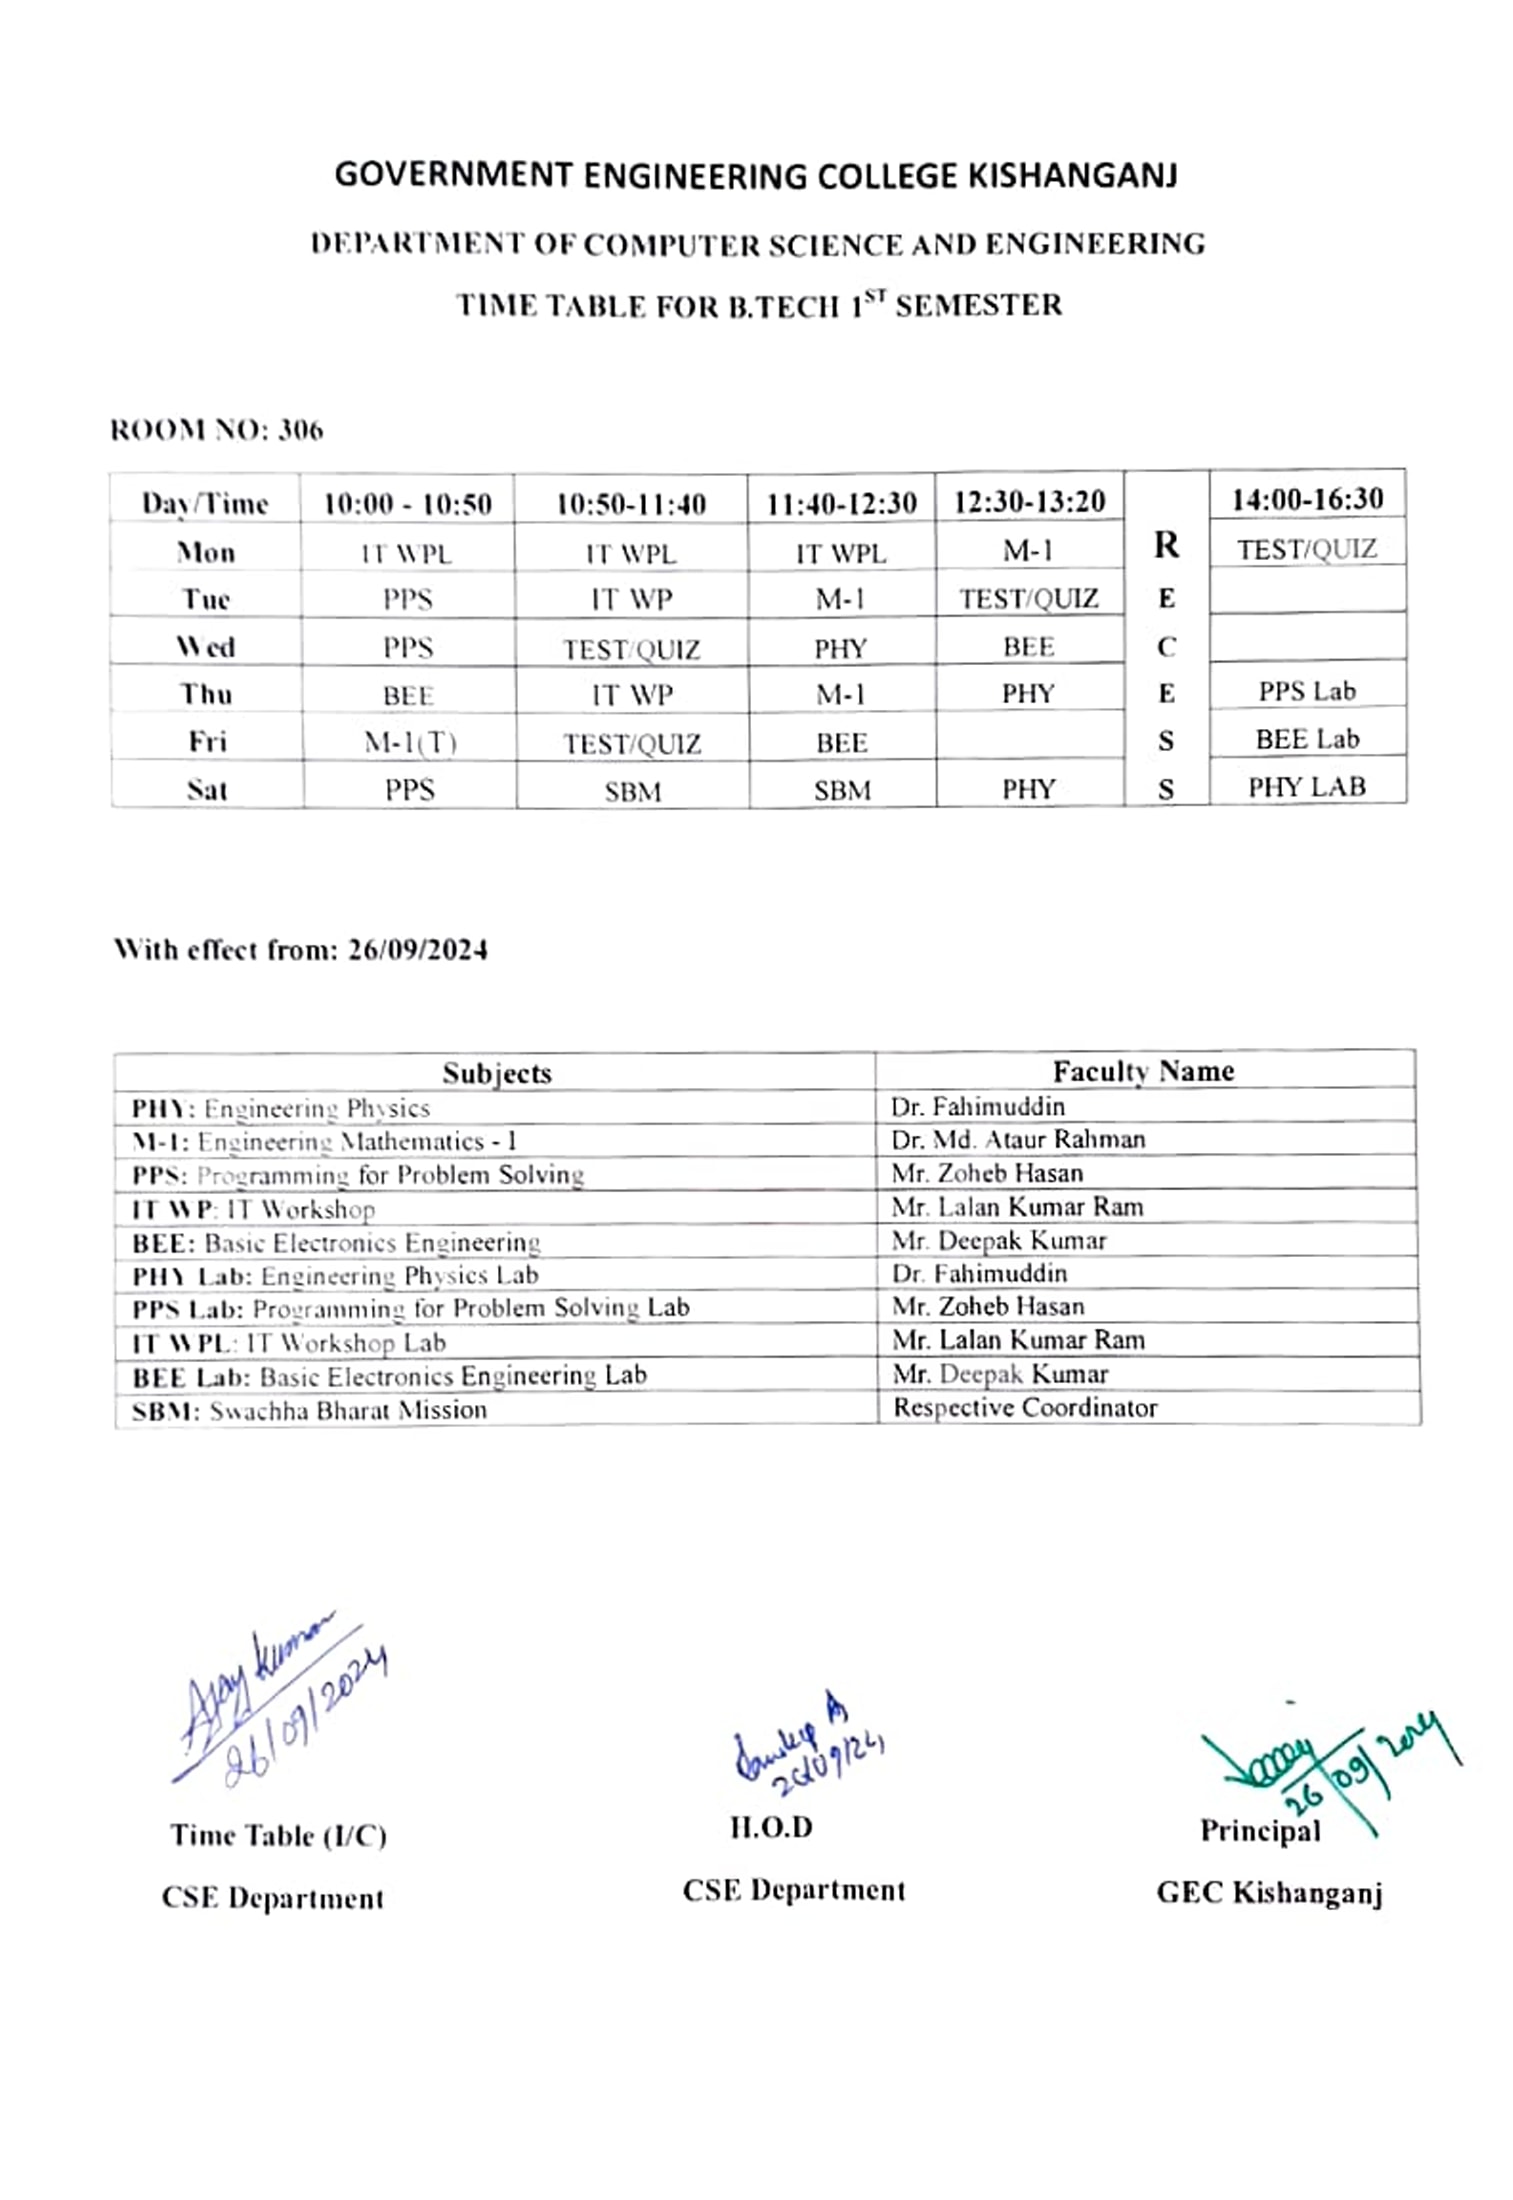 GOVERNMENT ENGINEERING COLLEGE KISHANGANJ
DEPARTMENT OF COMPUTER SCIENCE AND ENGINEERING
TIME TABLE FOR B.TECH 1ST SEMESTER
ROOM NO: 306
Day/Time 10:00 - 10:50 10:50-11:40 11:40-12:30 12:30-13:20 14:00-16:30
Mon IT WPL IT WPL IT WPL M-1 R TEST/QUIZ
Tue PPS IT WP M-1 TEST/QUIZ E
Wed PPS TEST/QUIZ PHY BEE C
Thu BEE IT WP M-1 PHY E PPS Lab
Fri M-1(T) TEST/QUIZ BEE S BEE Lab
Sat PPS SBM SBM PHY S PHY LAB
With effect from: 26/09/2024
Subjects Faculty Name
PHY: Engineering Physics Dr. Fahimuddin
M-1: Engineering Mathematics - 1 Dr. Md. Ataur Rahman
PPS: Programming for Problem Solving Mr. Zoheb Hasan
IT WP: IT Workshop Mr. Lalan Kumar Ram
BEE: Basic Electronics Engineering Mr. Deepak Kumar
PHY Lab: Engineering Physics Lab Dr. Fahimuddin
PPS Lab: Programming for Problem Solving Lab Mr. Zoheb Hasan
IT WPL: IT Workshop Lab Mr. Lalan Kumar Ram
BEE Lab: Basic Electronics Engineering Lab Mr. Deepak Kumar
SBM: Swachha Bharat Mission Respective Coordinator
Ajay Kumar
26/09/2024
26/09/24
26/09/2024
Time Table (I/C) H.O.D Principal
CSE Department CSE Department GEC Kishanganj